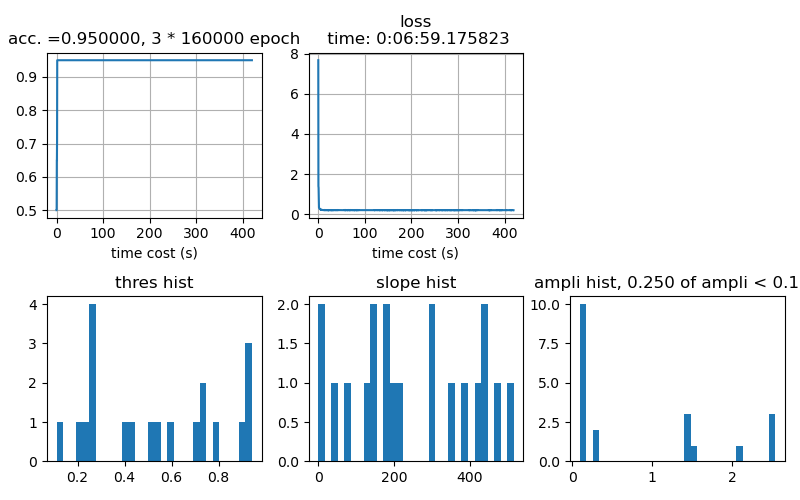 acc. =0.950000, 3 * 160000 epoch
0.9
0.8
0.7
0.6
0.5
0 100 200 300 400
time cost (s)
loss
time: 0:06:59.175823
8
6
4
2
0
0 100 200 300 400
time cost (s)
thres hist
4
3
2
1
0
0.2 0.4 0.6 0.8
slope hist
2.0
1.5
1.0
0.5
0.0
0 200 400
ampli hist, 0.250 of ampli < 0.1
10.0
7.5
5.0
2.5
0.0
0 1 2